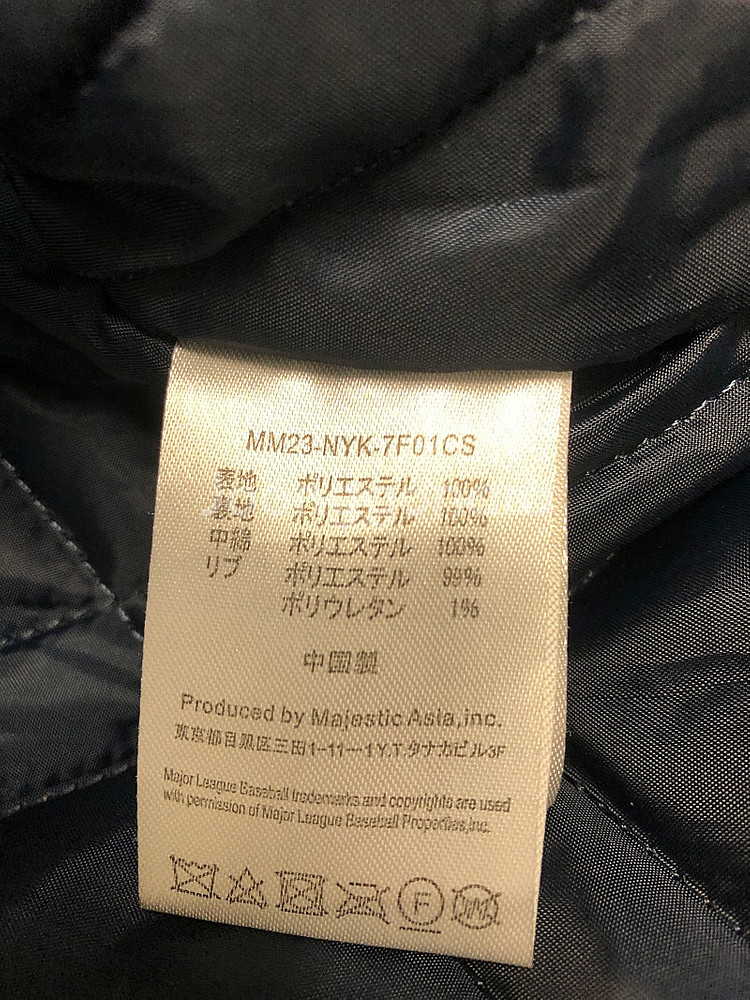 MM23-NYK-7F01CS
表地 ポリエステル 100%
裏地 ポリエステル 100%
中綿 ポリエステル 100%
リブ ポリエステル 99%
ポリウレタン 1%
中国製
Produced by Majestic Asia,inc.
東京都目黒区三田1-11-1Y.T.タナカビル3F
Major League Baseball trademarks and copyrights are used
with permission of Major League Baseball Properties,inc.
F
W